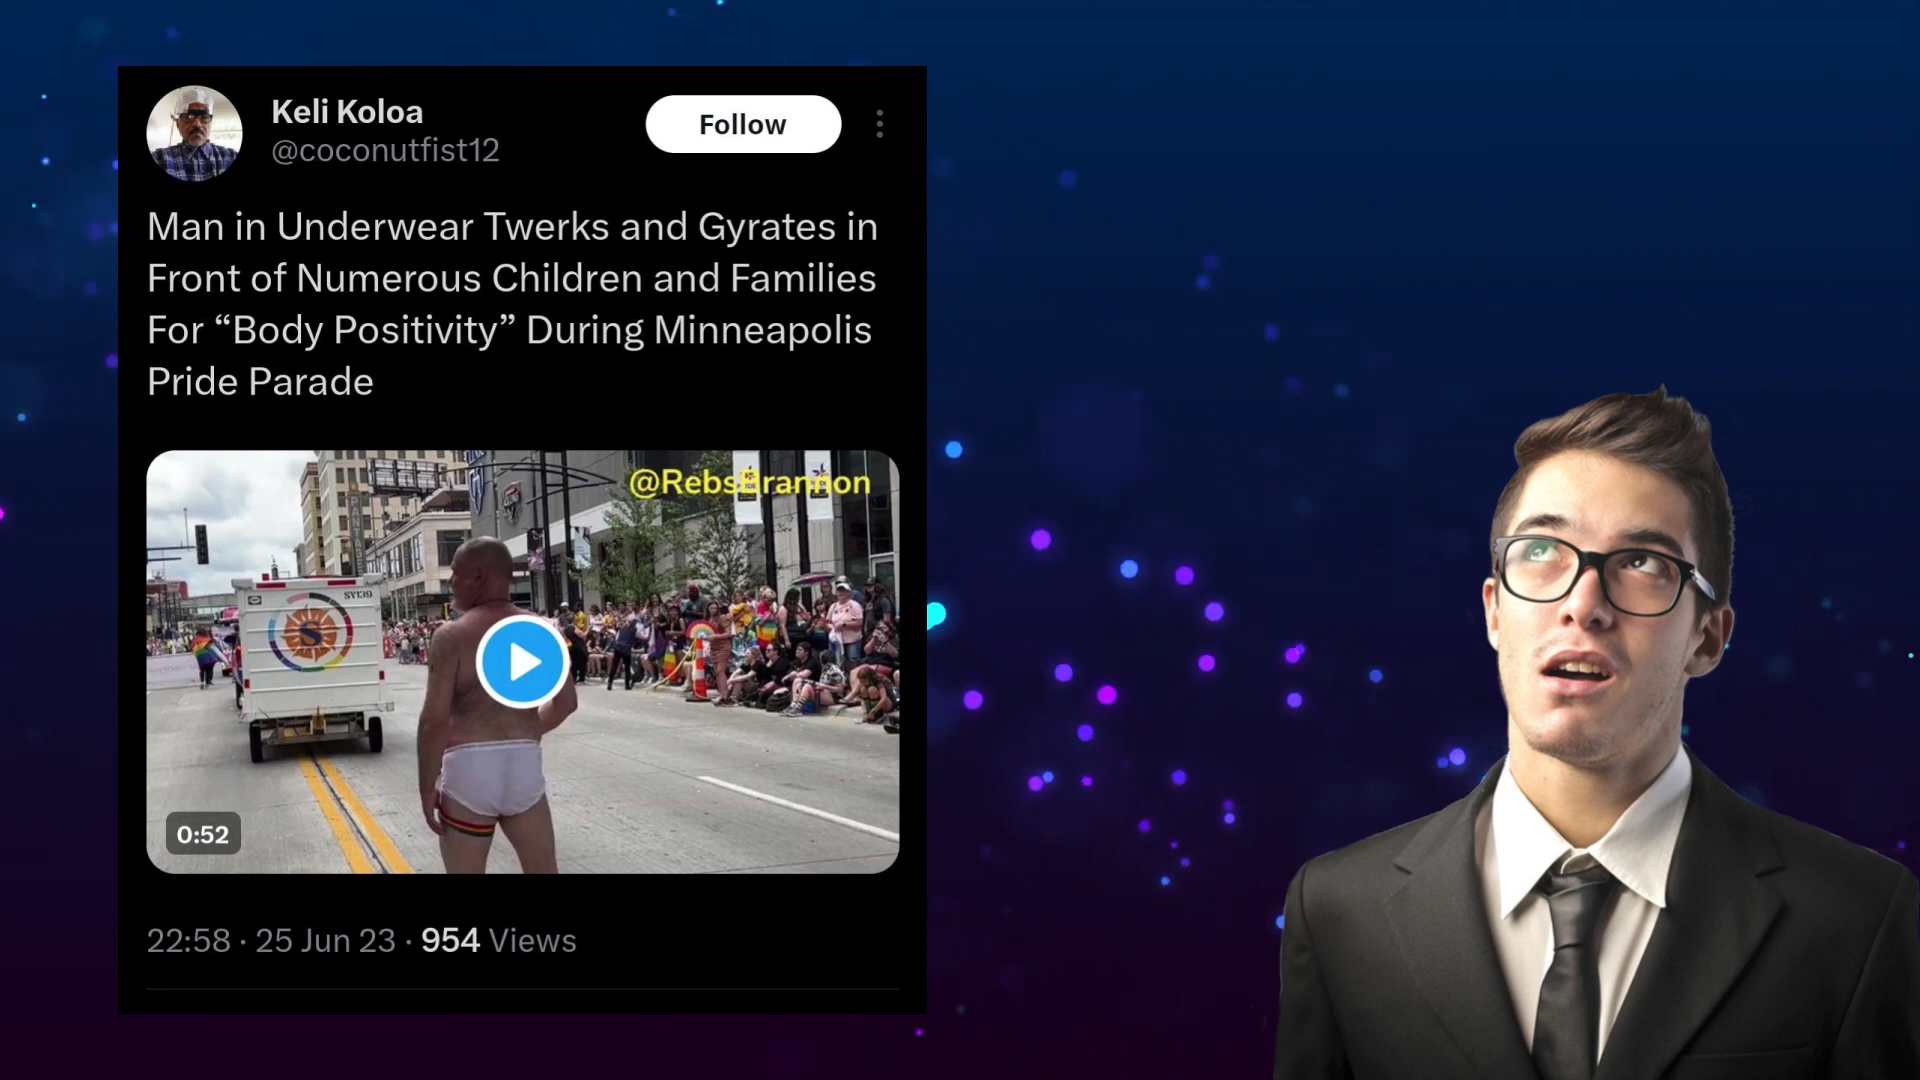 Keli Koloa
@coconutfist12
Follow
Man in Underwear Twerks and Gyrates in
Front of Numerous Children and Families
For “Body Positivity” During Minneapolis
Pride Parade
@RebsBrannon
SY139
S
0:52
22:58 · 25 Jun 23 · 954 Views